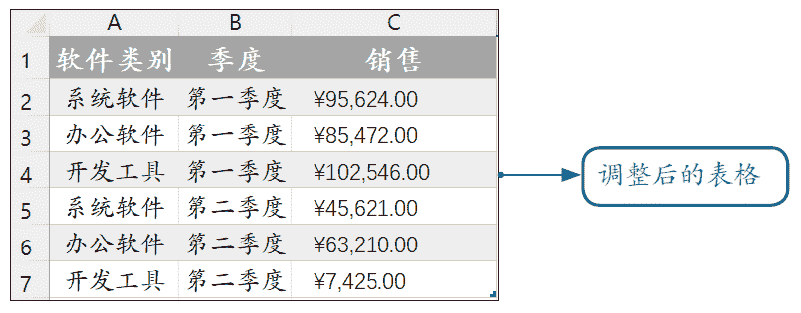 A B C
1 软件类别 季度 销售
2 系统软件 第一季度 ¥95,624.00
3 办公软件 第一季度 ¥85,472.00
4 开发工具 第一季度 ¥102,546.00
5 系统软件 第二季度 ¥45,621.00
6 办公软件 第二季度 ¥63,210.00
7 开发工具 第二季度 ¥7,425.00
调整后的表格